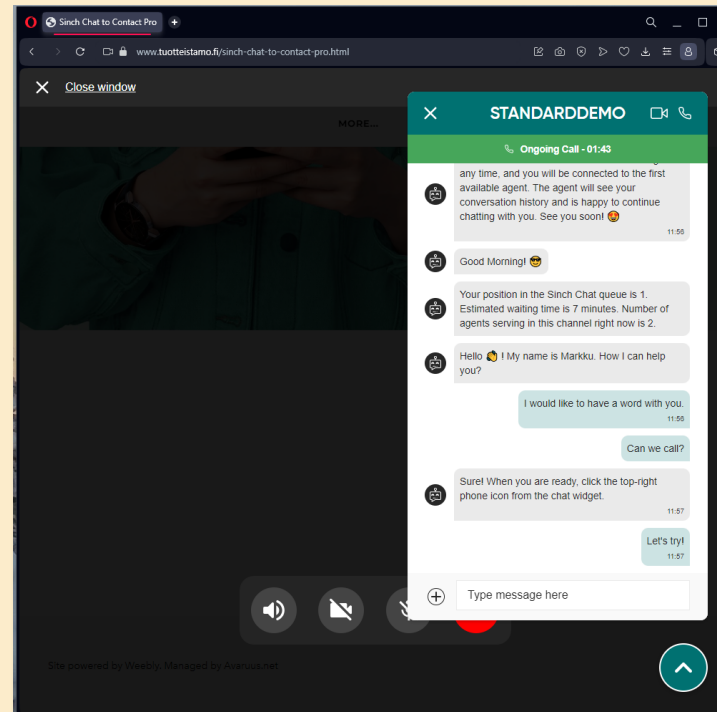 Sinch Chat to Contact Pro
www.tuotteistamo.fi/sinch-chat-to-contact-pro.html
Close window
MORE...
STANDARDDEMO
Ongoing Call - 01:43
any time, and you will be connected to the first
available agent. The agent will see your
conversation history and is happy to continue
chatting with you. See you soon! 🤩
11:56
Good Morning! 😎
Your position in the Sinch Chat queue is 1.
Estimated waiting time is 7 minutes. Number of
agents serving in this channel right now is 2.
Hello 👋 ! My name is Markku. How I can help
you?
I would like to have a word with you.
11:56
Can we call?
Sure! When you are ready, click the top-right
phone icon from the chat widget.
11:57
Let's try!
11:57
Type message here
Site powered by Weebly. Managed by Avaruus.net